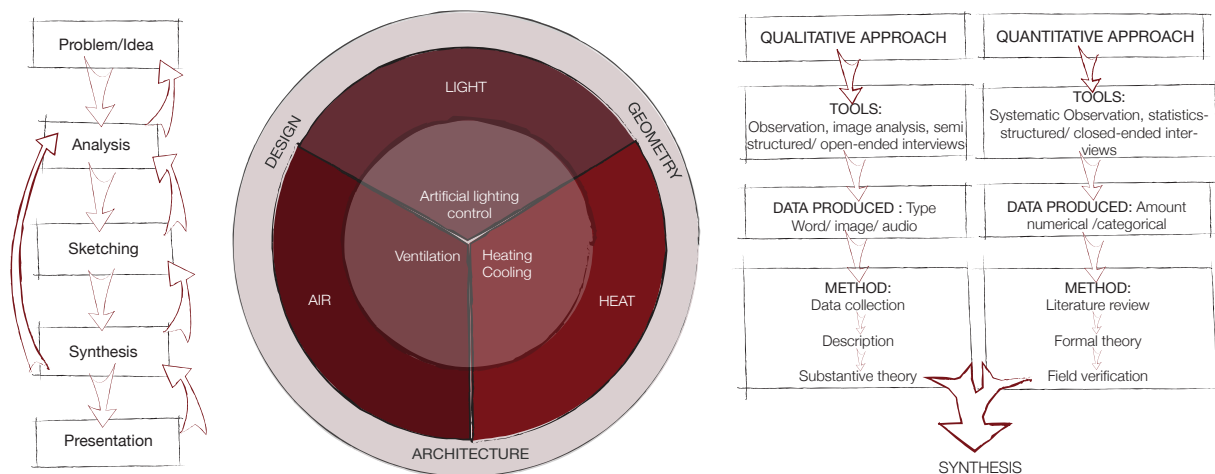 Problem/Idea
Analysis
Sketching
Synthesis
Presentation
DESIGN
GEOMETRY
ARCHITECTURE
LIGHT
AIR
HEAT
Artificial lighting
control
Ventilation
Heating
Cooling
QUALITATIVE APPROACH
TOOLS:
Observation, image analysis, semi
structured/ open-ended interviews
DATA PRODUCED : Type
Word/ image/ audio
METHOD:
Data collection
Description
Substantive theory
QUANTITATIVE APPROACH
TOOLS:
Systematic Observation, statistics-
structured/ closed-ended inter-
views
DATA PRODUCED: Amount
numerical /categorical
METHOD:
Literature review
Formal theory
Field verification
SYNTHESIS